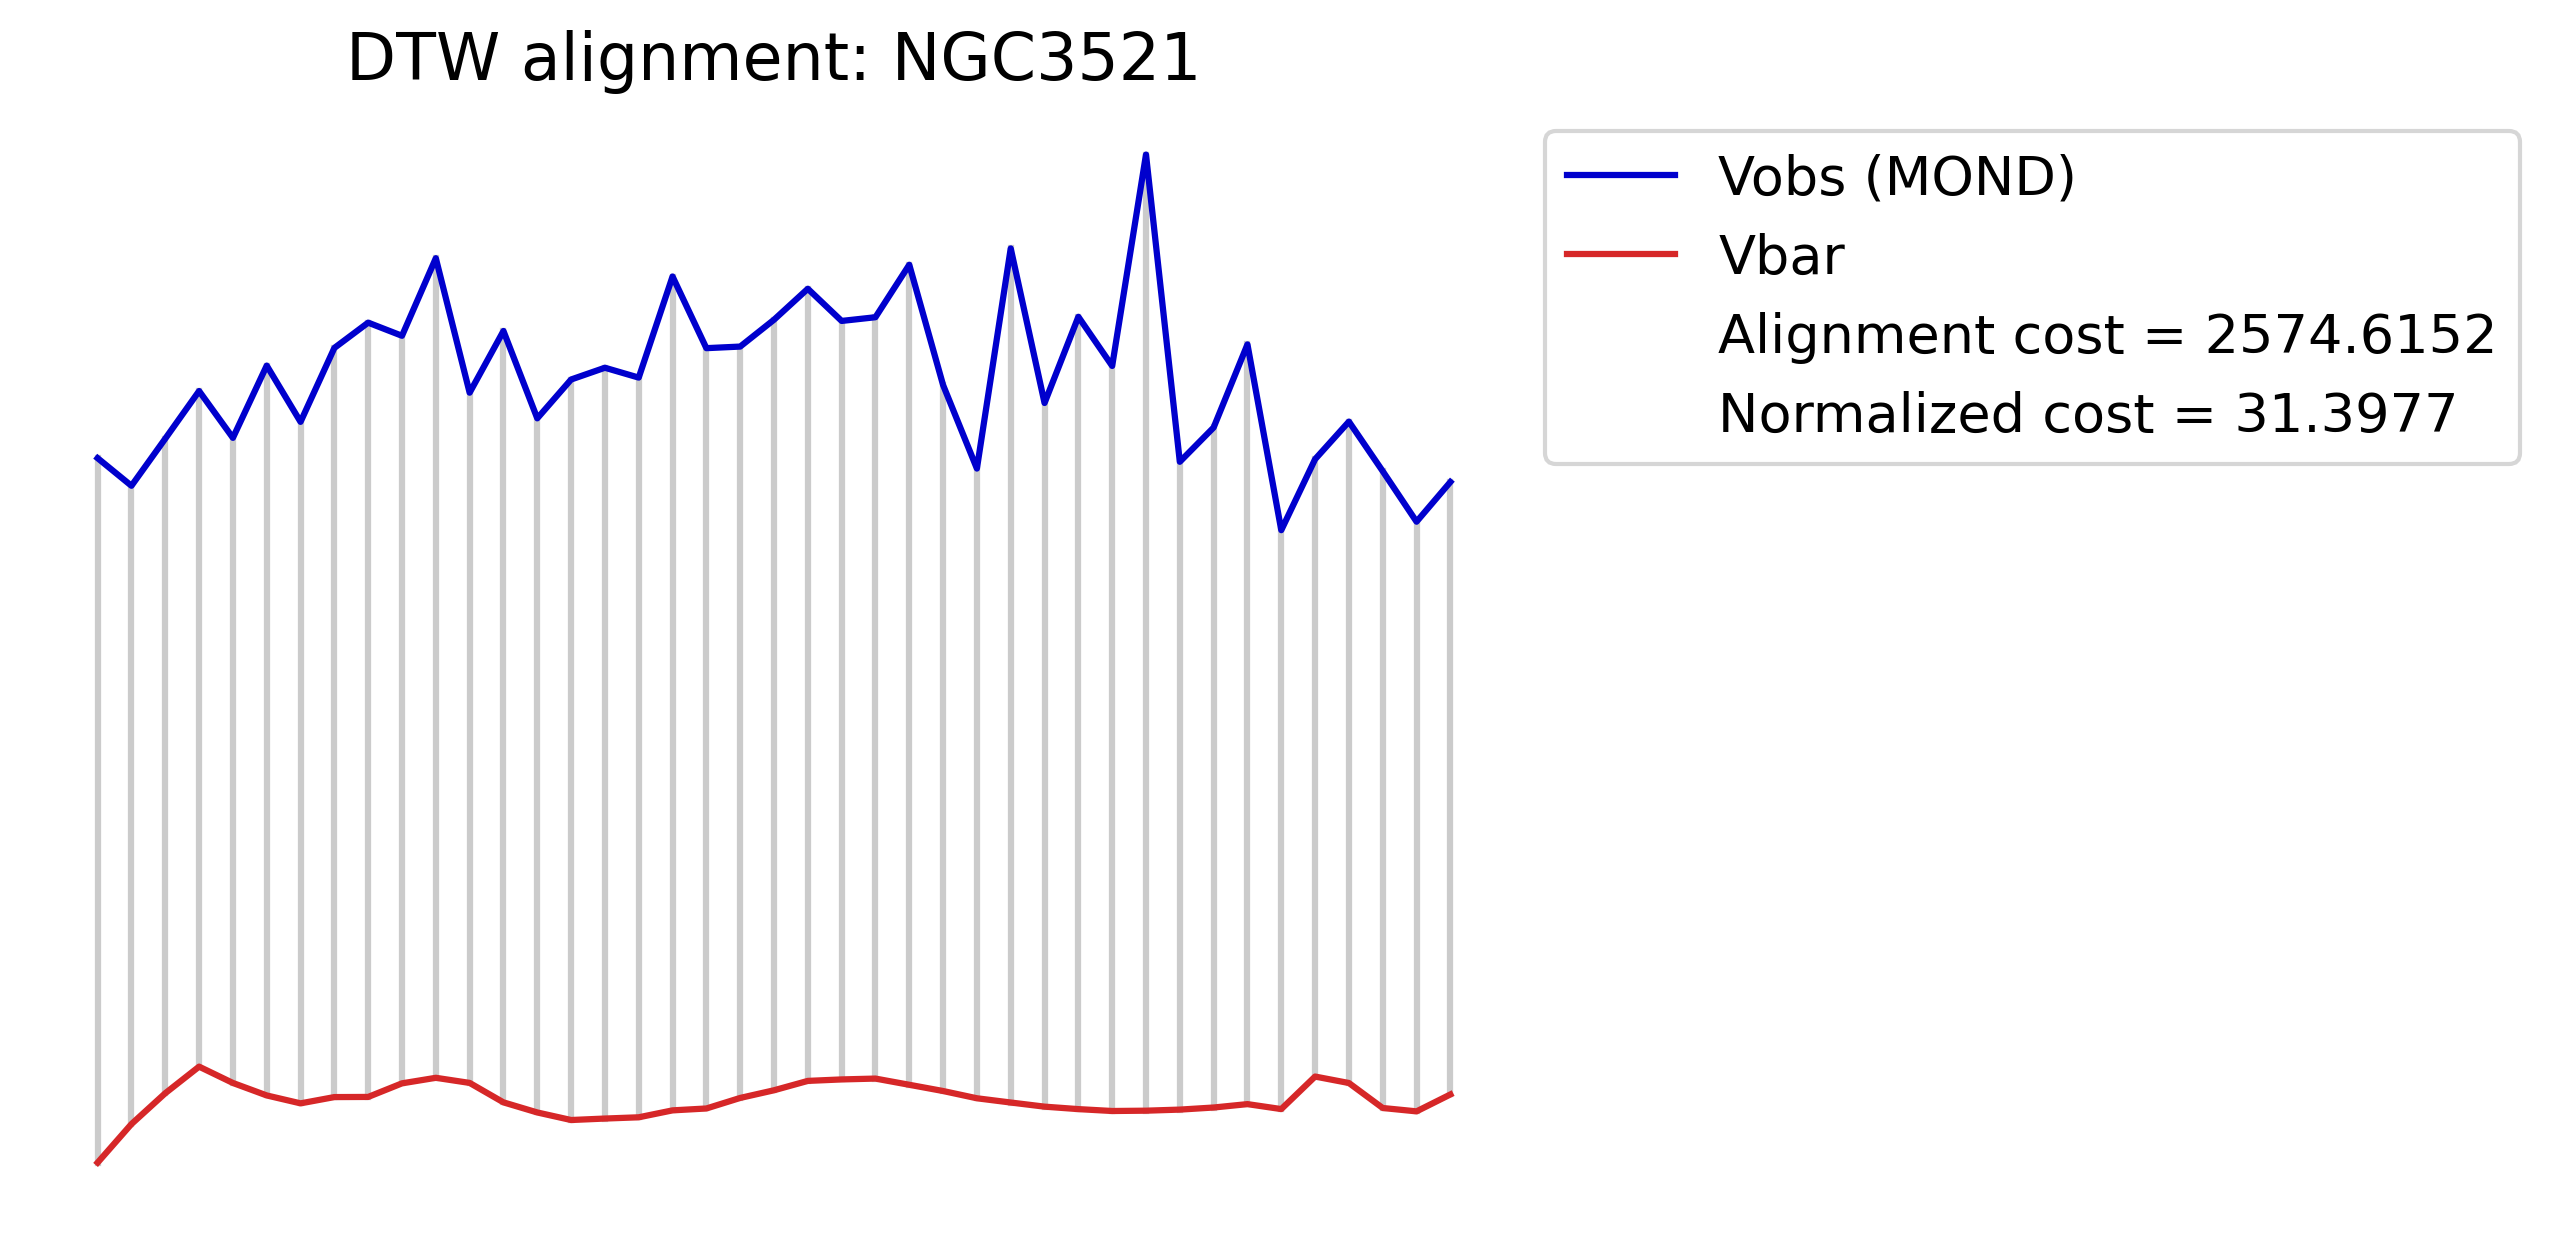 DTW alignment: NGC3521
Vobs (MOND)
Vbar
Alignment cost = 2574.6152
Normalized cost = 31.3977